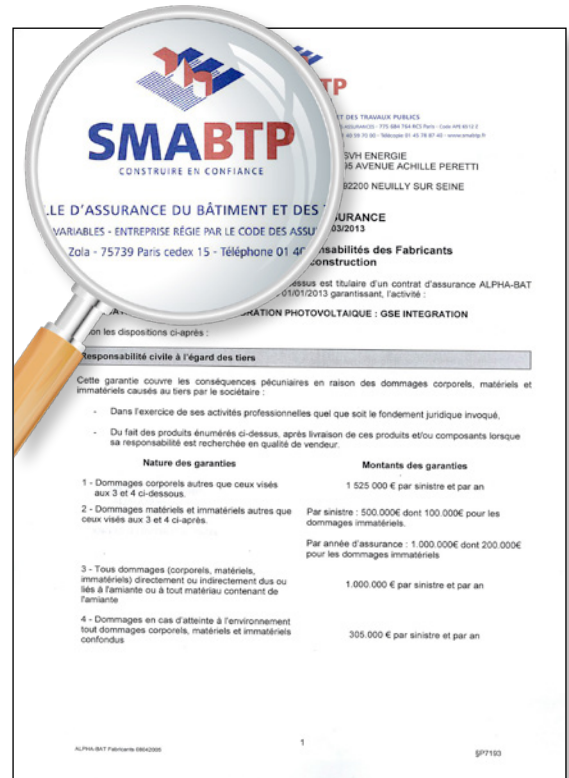 SMABTP
CONSTRUIRE EN CONFIANCE
LE D'ASSURANCE DU BÂTIMENT ET DES
VARIABLES - ENTREPRISE RÉGIE PAR LE CODE DES ASSU
Zola - 75739 Paris cedex 15 - Téléphone 01 40
TP
ET DES TRAVAUX PUBLICS
SVH ENERGIE
95 AVENUE ACHILLE PERETTI
92200 NEUILLY SUR SEINE
URANCE
03/2013
nsabilités des Fabricants
construction
essus est titulaire d'un contrat d'assurance ALPHA-BAT
01/01/2013 garantissant, l'activité :
RATION PHOTOVOLTAIQUE : GSE INTEGRATION
on les dispositions ci-après :
Responsabilité civile à l'égard des tiers
Cette garantie couvre les conséquences pécuniaires en raison des dommages corporels, matériels et
immatériels causés au tiers par le sociétaire :
- Dans l'exercice de ses activités professionnelles quel que soit le fondement juridique invoqué,
- Du fait des produits énumérés ci-dessus, après livraison de ces produits et/ou composants lorsque
sa responsabilité est recherchée en qualité de vendeur.
Nature des garanties
Montants des garanties
1 - Dommages corporels autres que ceux visés
aux 3 et 4 ci-dessous.
1 525 000 € par sinistre et par an
2 - Dommages matériels et immatériels autres que
ceux visés aux 3 et 4 ci-après.
Par sinistre : 500.000€ dont 100.000€ pour les
dommages immatériels.
Par année d'assurance : 1.000.000€ dont 200.000€
pour les dommages immatériels
3 - Tous dommages (corporels, matériels,
immatériels) directement ou indirectement dus ou
liés à l'amiante ou à tout matériau contenant de
l'amiante
1.000.000 € par sinistre et par an
4 - Dommages en cas d'atteinte à l'environnement
tout dommages corporels, matériels et immatériels
confondus
305.000 € par sinistre et par an
1
ALPHA-BAT Fabricants 08042005
§P7193